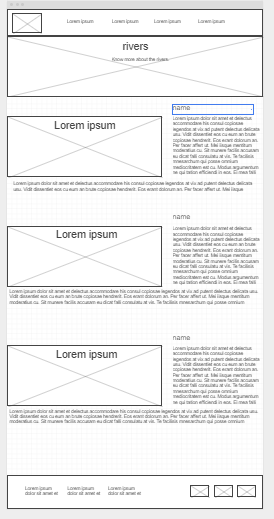 Lorem ipsum Lorem ipsum Lorem ipsum Lorem ipsum
rivers
Know more about the rivers
name
Lorem ipsum
Lorem ipsum dolor sit amet et delectus
accommodare his consul copiosae
legendos at vix ad putent delectus delicata
usu. Vidit dissentiet eos cu eum an brute
copiosae hendrerit. Eos erant dolorum an.
Per facer affert ut. Mei iisque mentitum
moderatius cu. Sit munere facilis accusam
eu dicat falli consulatu at vis. Te facilisis
mnesarchum qui posse omnium
mediocritatem est cu. Modus argumentum
ne qui tation efficiendi in eos. Ei mea falli
Lorem ipsum dolor sit amet et delectus accommodare his consul copiosae legendos at vix ad putent delectus delicata
usu. Vidit dissentiet eos cu eum an brute copiosae hendrerit. Eos erant dolorum an. Per facer affert ut. Mei iisque
name
Lorem ipsum
Lorem ipsum dolor sit amet et delectus
accommodare his consul copiosae
legendos at vix ad putent delectus delicata
usu. Vidit dissentiet eos cu eum an brute
copiosae hendrerit. Eos erant dolorum an.
Per facer affert ut. Mei iisque mentitum
moderatius cu. Sit munere facilis accusam
eu dicat falli consulatu at vis. Te facilisis
mnesarchum qui posse omnium
mediocritatem est cu. Modus argumentum
ne qui tation efficiendi in eos. Ei mea falli
Lorem ipsum dolor sit amet et delectus accommodare his consul copiosae legendos at vix ad putent delectus delicata usu.
Vidit dissentiet eos cu eum an brute copiosae hendrerit. Eos erant dolorum an. Per facer affert ut. Mei iisque mentitum
moderatius cu. Sit munere facilis accusam eu dicat falli consulatu at vis. Te facilisis mnesarchum qui posse omnium
name
Lorem ipsum
Lorem ipsum dolor sit amet et delectus
accommodare his consul copiosae
legendos at vix ad putent delectus delicata
usu. Vidit dissentiet eos cu eum an brute
copiosae hendrerit. Eos erant dolorum an.
Per facer affert ut. Mei iisque mentitum
moderatius cu. Sit munere facilis accusam
eu dicat falli consulatu at vis. Te facilisis
mnesarchum qui posse omnium
mediocritatem est cu. Modus argumentum
ne qui tation efficiendi in eos. Ei mea falli
Lorem ipsum dolor sit amet et delectus accommodare his consul copiosae legendos at vix ad putent delectus delicata usu.
Vidit dissentiet eos cu eum an brute copiosae hendrerit. Eos erant dolorum an. Per facer affert ut. Mei iisque mentitum
moderatius cu. Sit munere facilis accusam eu dicat falli consulatu at vis. Te facilisis mnesarchum qui posse omnium
Lorem ipsum Lorem ipsum Lorem ipsum
dolor sit amet et dolor sit amet et dolor sit amet et